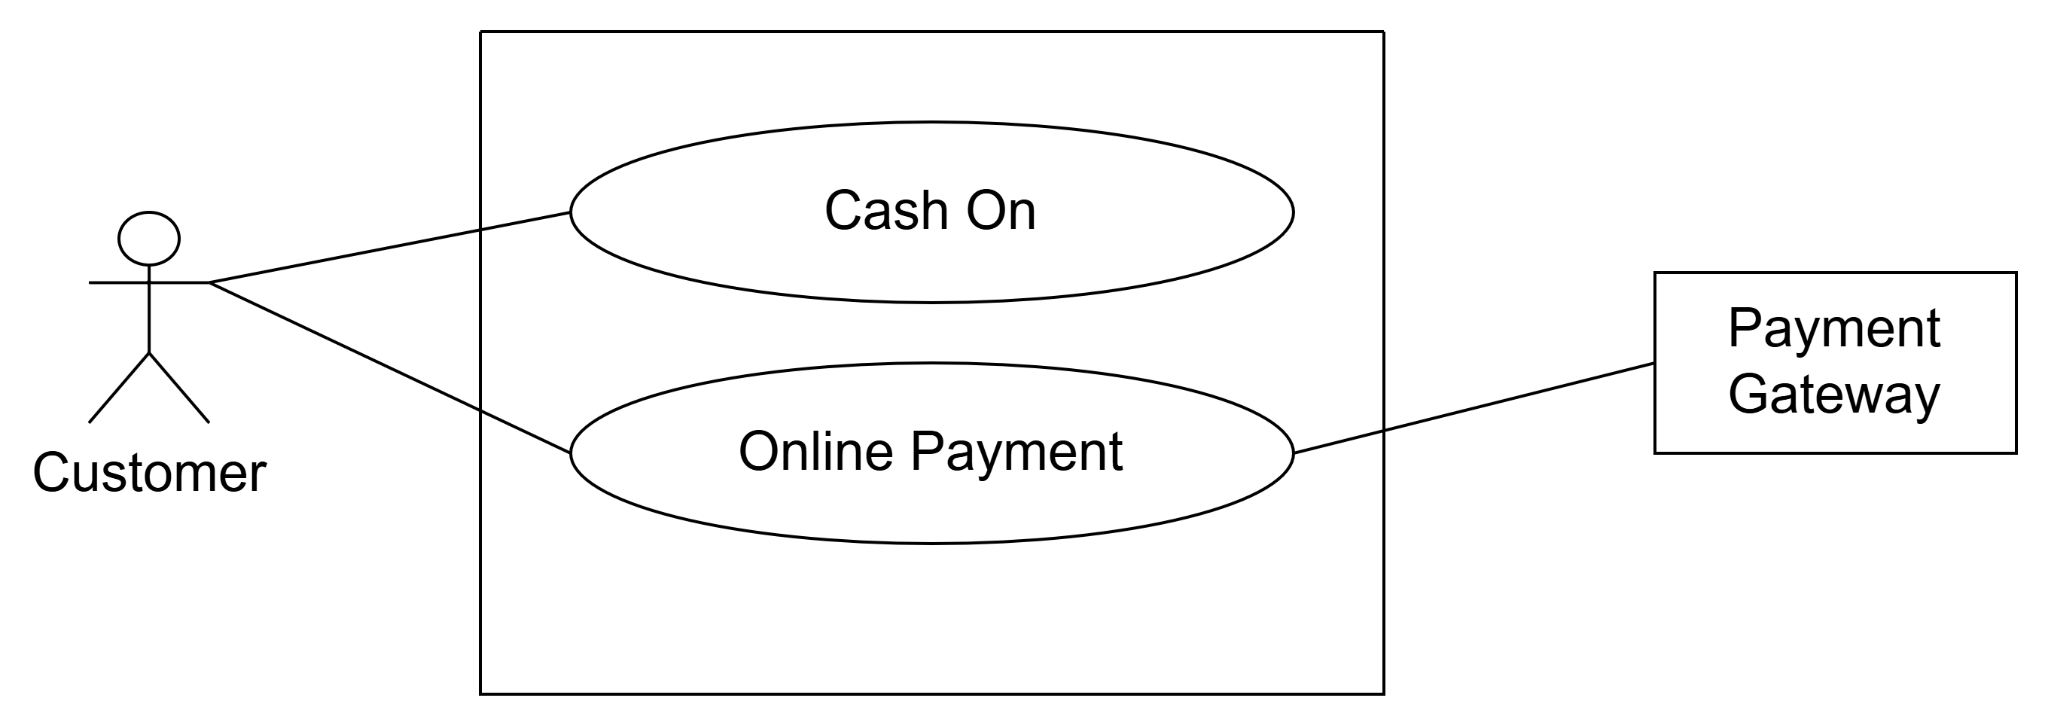 Cash On
Customer
Online Payment
Payment
Gateway